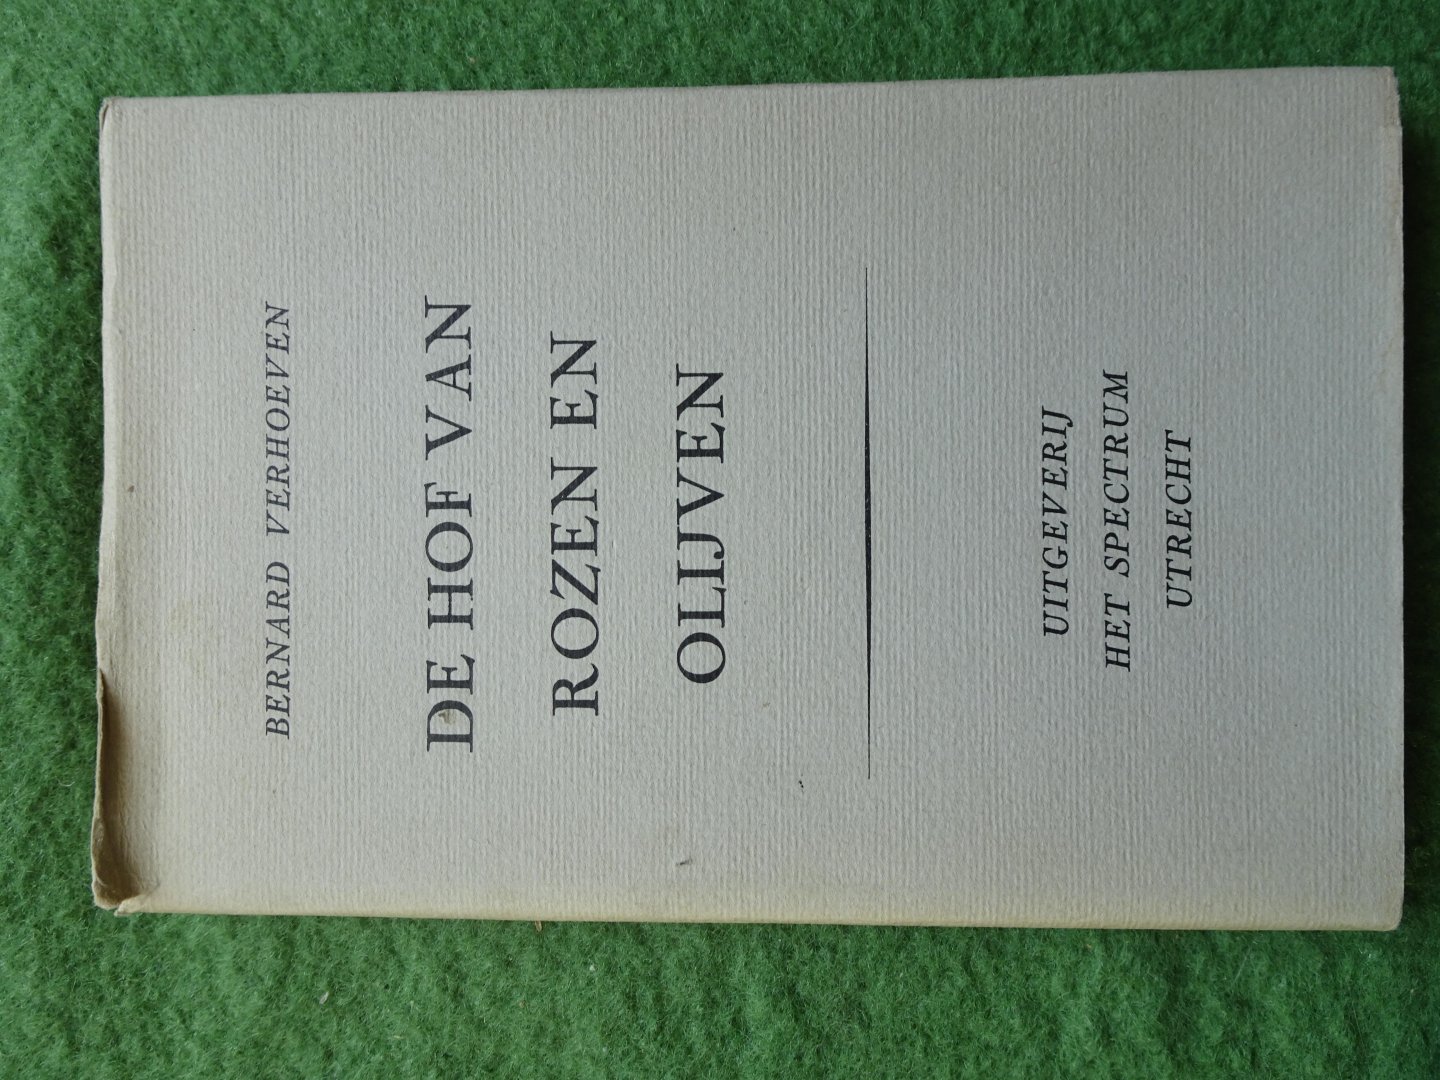 BERNARD VERHOEVEN
DE HOF VAN
ROZEN EN
OLIJVEN
UITGEVERIJ
HET SPECTRUM
UTRECHT